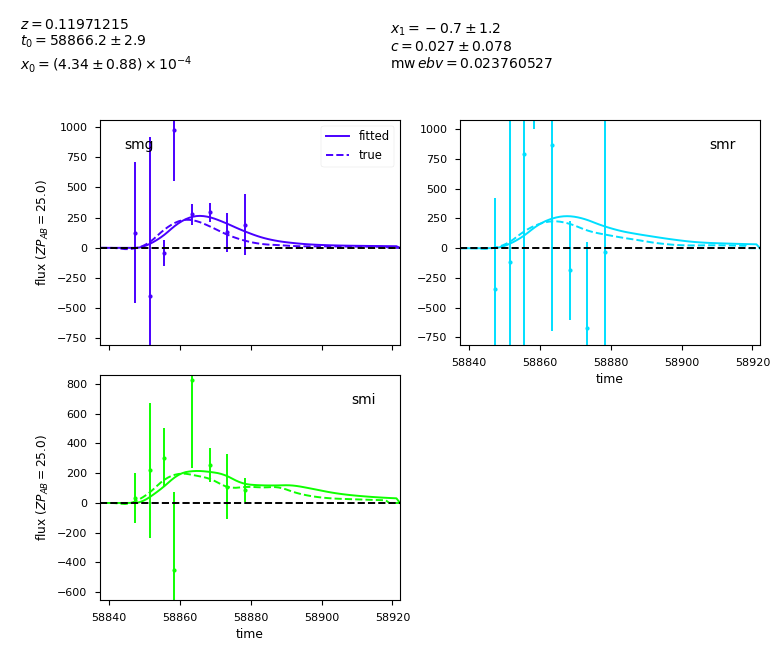 z = 0.11971215
t₀ = 58866.2 ± 2.9
x₀ = (4.34 ± 0.88) × 10⁻⁴
x₁ = −0.7 ± 1.2
c = 0.027 ± 0.078
mw ebv = 0.023760527
smg
fitted
true
1000
750
500
250
0
−250
−500
−750
flux (ZP_AB = 25.0)
smr
1000
750
500
250
0
−250
−500
−750
58840 58860 58880 58900 58920
time
smi
800
600
400
200
0
−200
−400
−600
flux (ZP_AB = 25.0)
58840 58860 58880 58900 58920
time